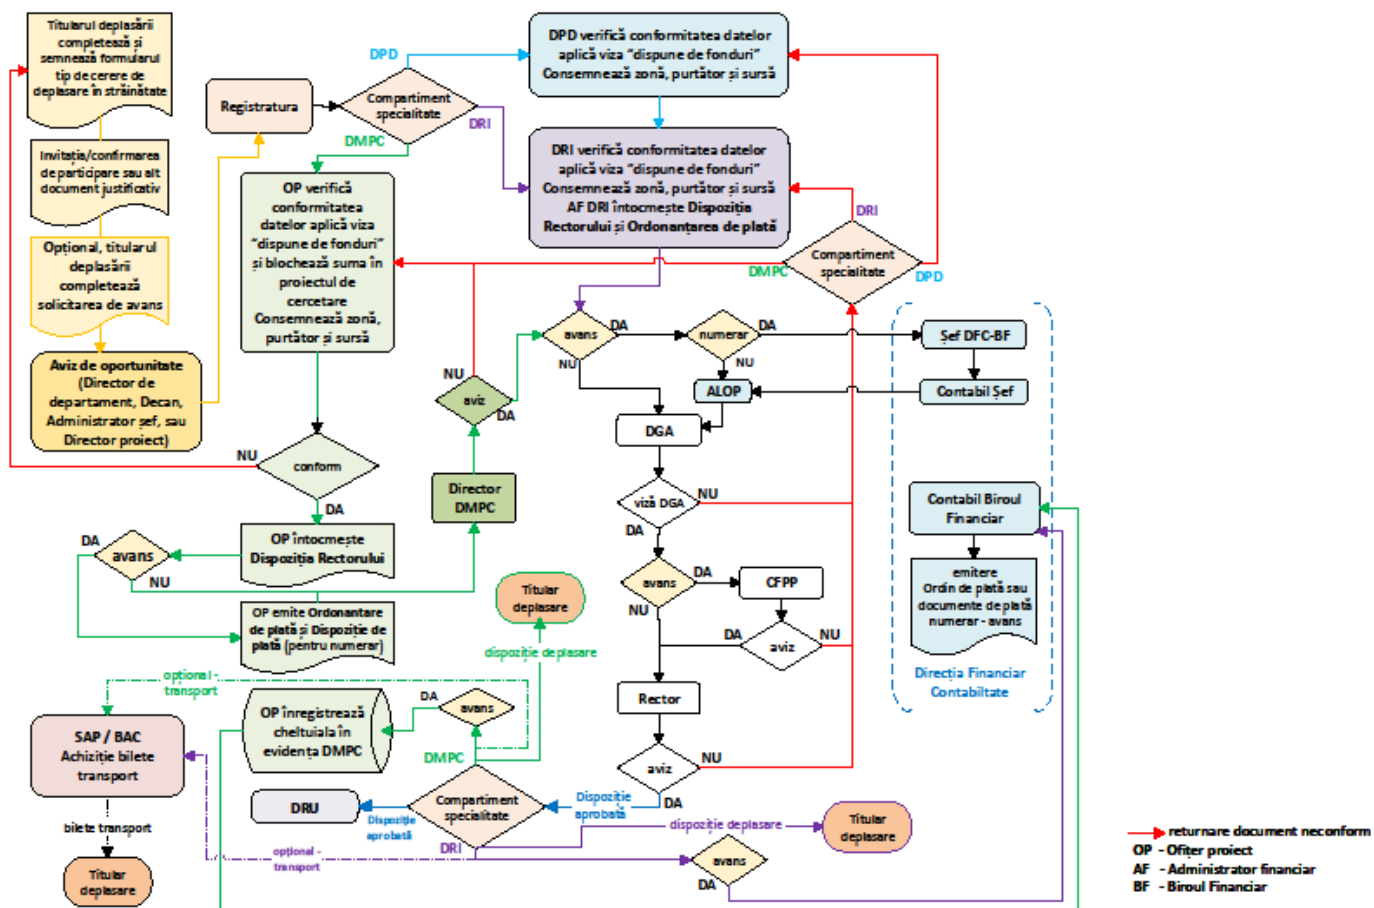 Titularul deplasării
completează și
semnează formularul
tip de cerere de
deplasare în străinătate
Invitația/confirmarea
de participare sau alt
document justificativ
Opțional, titularul
deplasării
completează
solicitarea de avans
Aviz de oportunitate
(Director de
departament, Decan,
Administrator șef, sau
Director proiect)
Registratura
Compartiment
specialitate
DPD
DRI
DMPC
DPD verifică conformitatea datelor
aplică viza “dispune de fonduri”
Consemnează zonă, purtător și sursă
DRI verifică conformitatea datelor
aplică viza “dispune de fonduri”
Consemnează zonă, purtător și sursă
AF DRI întocmește Dispoziția
Rectorului și Ordonanțarea de plată
OP verifică
conformitatea
datelor aplică viza
“dispune de fonduri”
și blochează suma în
proiectul de
cercetare
Consemnează zonă,
purtător și sursă
DRI
Compartiment
specialitate
DMPC
DPD
avans
DA
NU
numerar
DA
NU
Șef DFC-BF
Contabil Șef
ALOP
DGA
NU
aviz
DA
conform
NU
DA
Director
DMPC
viză DGA
NU
DA
Contabil Biroul
Financiar
emitere
Ordin de plată sau
documente de plată
numerar - avans
Direcția Financiar
Contabiltate
OP întocmește
Dispoziția Rectorului
DA
avans
NU
OP emite Ordonantare
de plată și Dispoziție de
plată (pentru numerar)
Titular
deplasare
dispoziție deplasare
avans
DA
NU
CFPP
DA
aviz
NU
Rector
aviz
NU
DA
opțional -
transport
OP înregistrează
cheltuiala în
evidența DMPC
DA
avans
DMPC
SAP / BAC
Achiziție bilete
transport
bilete transport
Titular
deplasare
DRU
Dispoziție
aprobată
Compartiment
specialitate
Dispoziție
aprobată
DRI
opțional -
transport
dispoziție deplasare
Titular
deplasare
avans
DA
returnare document neconform
OP - Ofițer proiect
AF - Administrator financiar
BF - Biroul Financiar